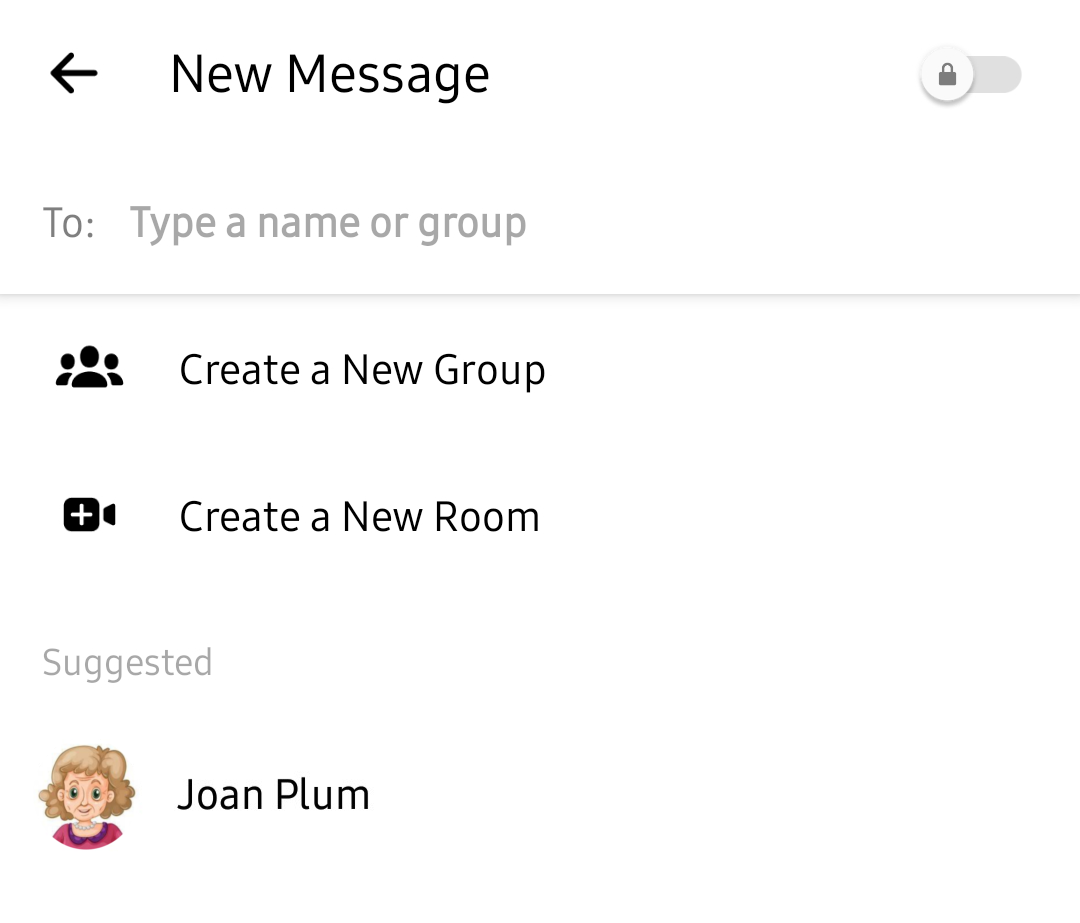 New Message
To: Type a name or group
Create a New Group
Create a New Room
Suggested
Joan Plum